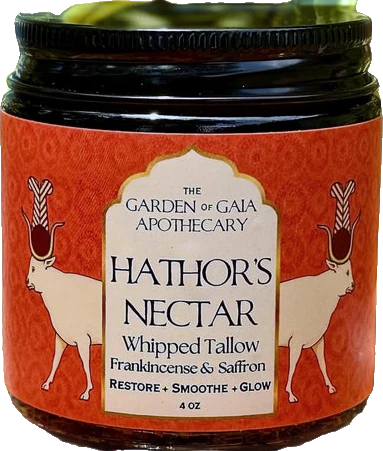 THE
GARDEN OF GAIA
APOTHECARY
HATHOR'S
NECTAR
Whipped Tallow
Frankincense & Saffron
RESTORE + SMOOTHE + GLOW
4 OZ